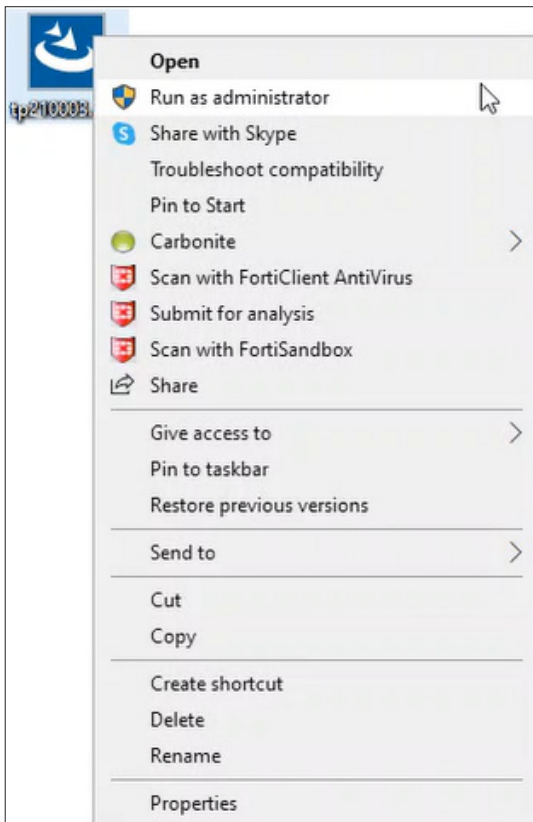 tp210003.
Open
Run as administrator
Share with Skype
Troubleshoot compatibility
Pin to Start
Carbonite
Scan with FortiClient AntiVirus
Submit for analysis
Scan with FortiSandbox
Share
Give access to
Pin to taskbar
Restore previous versions
Send to
Cut
Copy
Create shortcut
Delete
Rename
Properties